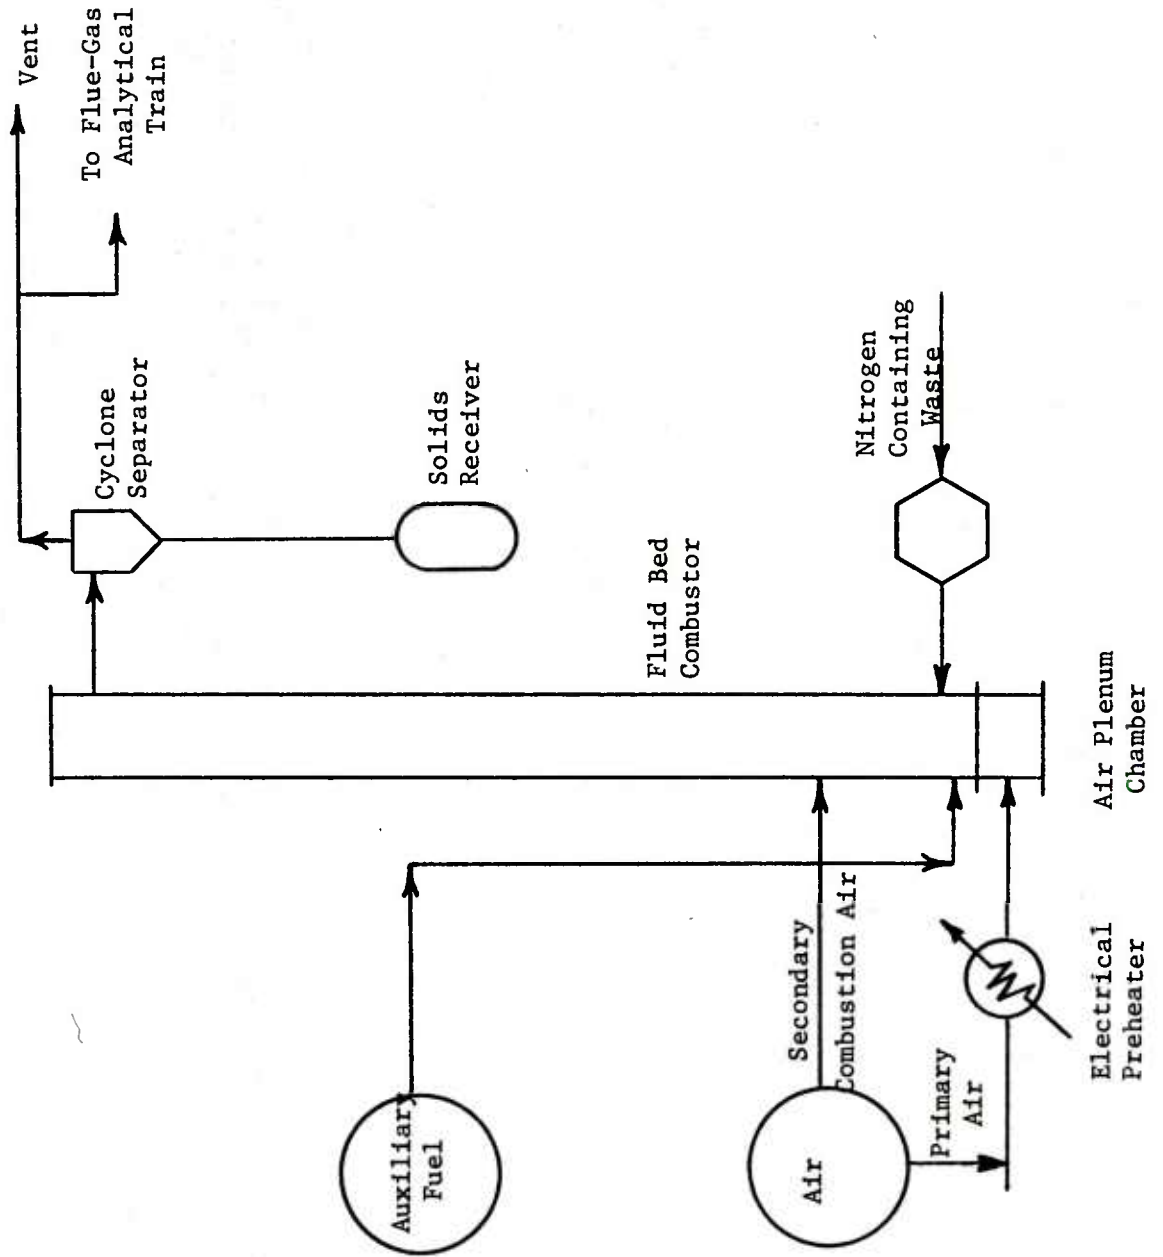 Vent
To Flue-Gas
Analytical
Train
Cyclone
Separator
Solids
Receiver
Fluid Bed
Combustor
Nitrogen
Containing
Waste
Air Plenum
Chamber
Auxiliary
Fuel
Secondary
Combustion Air
Air
Primary
Air
Electrical
Preheater